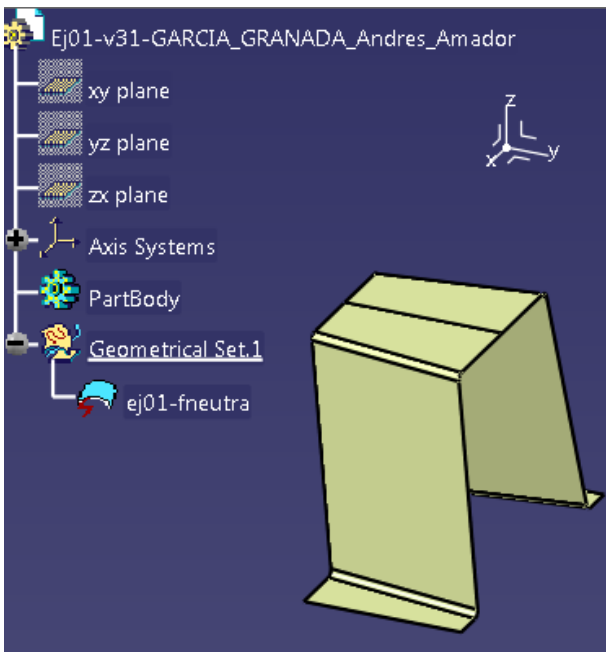 Ej01-v31-GARCIA_GRANADA_Andres_Amador
xy plane
yz plane
zx plane
Axis Systems
PartBody
Geometrical Set.1
ej01-fneutra
z
x
y